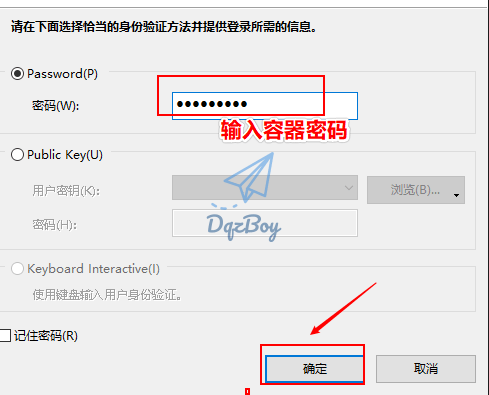 请在下面选择恰当的身份验证方法并提供登录所需的信息。
Password(P)
密码(W):
●●●●●●●●●
输入容器密码
Public Key(U)
用户密钥(K):
浏览(B)...
密码(H):
DqzBoy
Keyboard Interactive(I)
使用键盘输入用户身份验证。
记住密码(R)
确定
取消